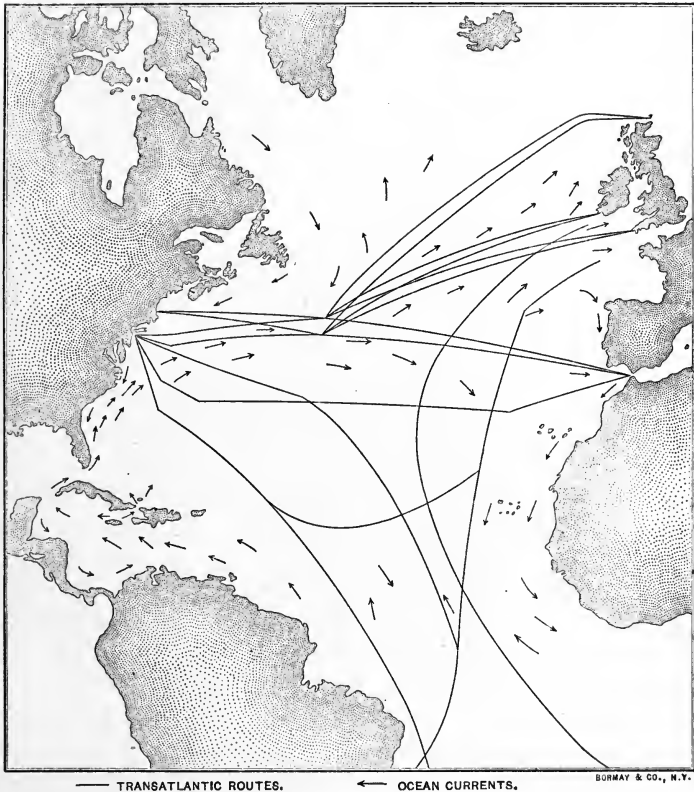 TRANSATLANTIC ROUTES. OCEAN CURRENTS. BORMAY & CO., N.Y.